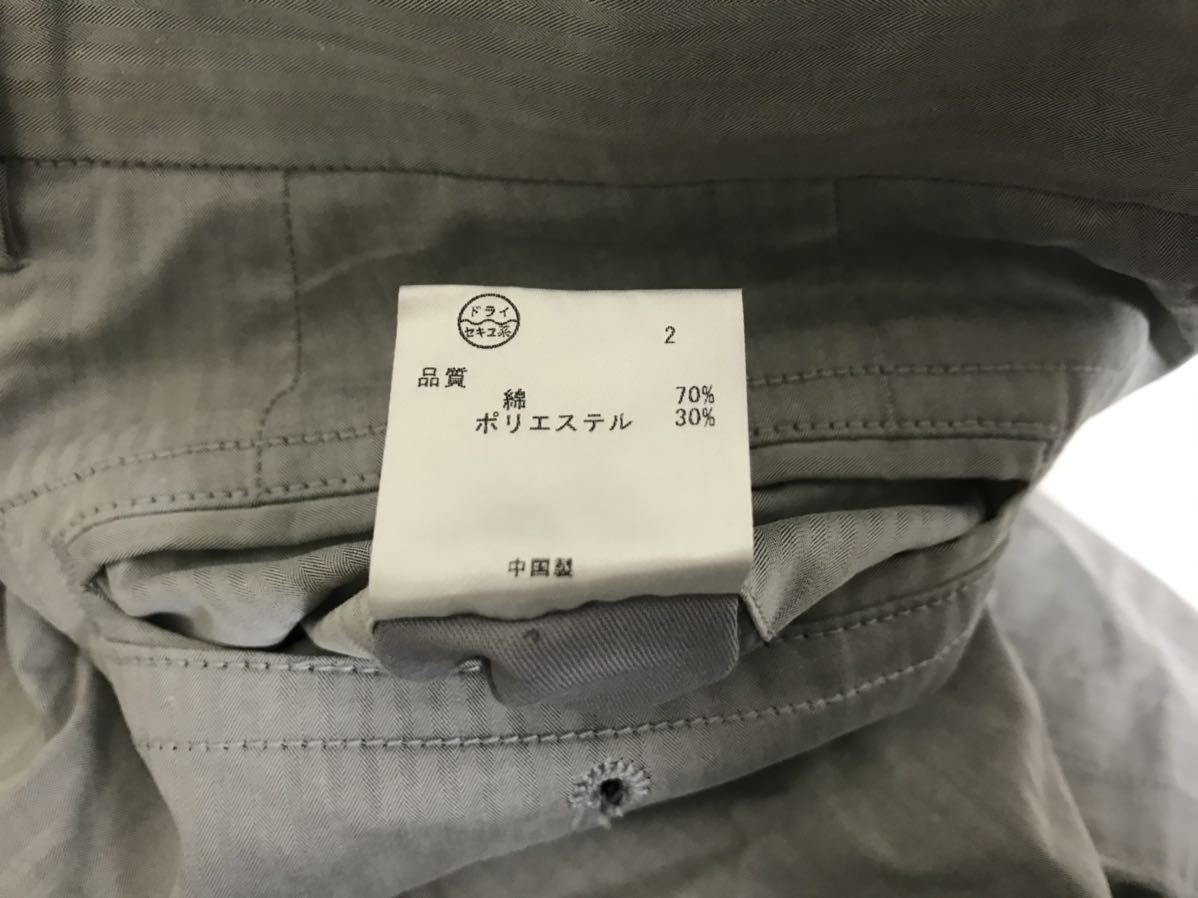 ドライ
セキユ系
2
品質
綿 70%
ポリエステル 30%
中国製